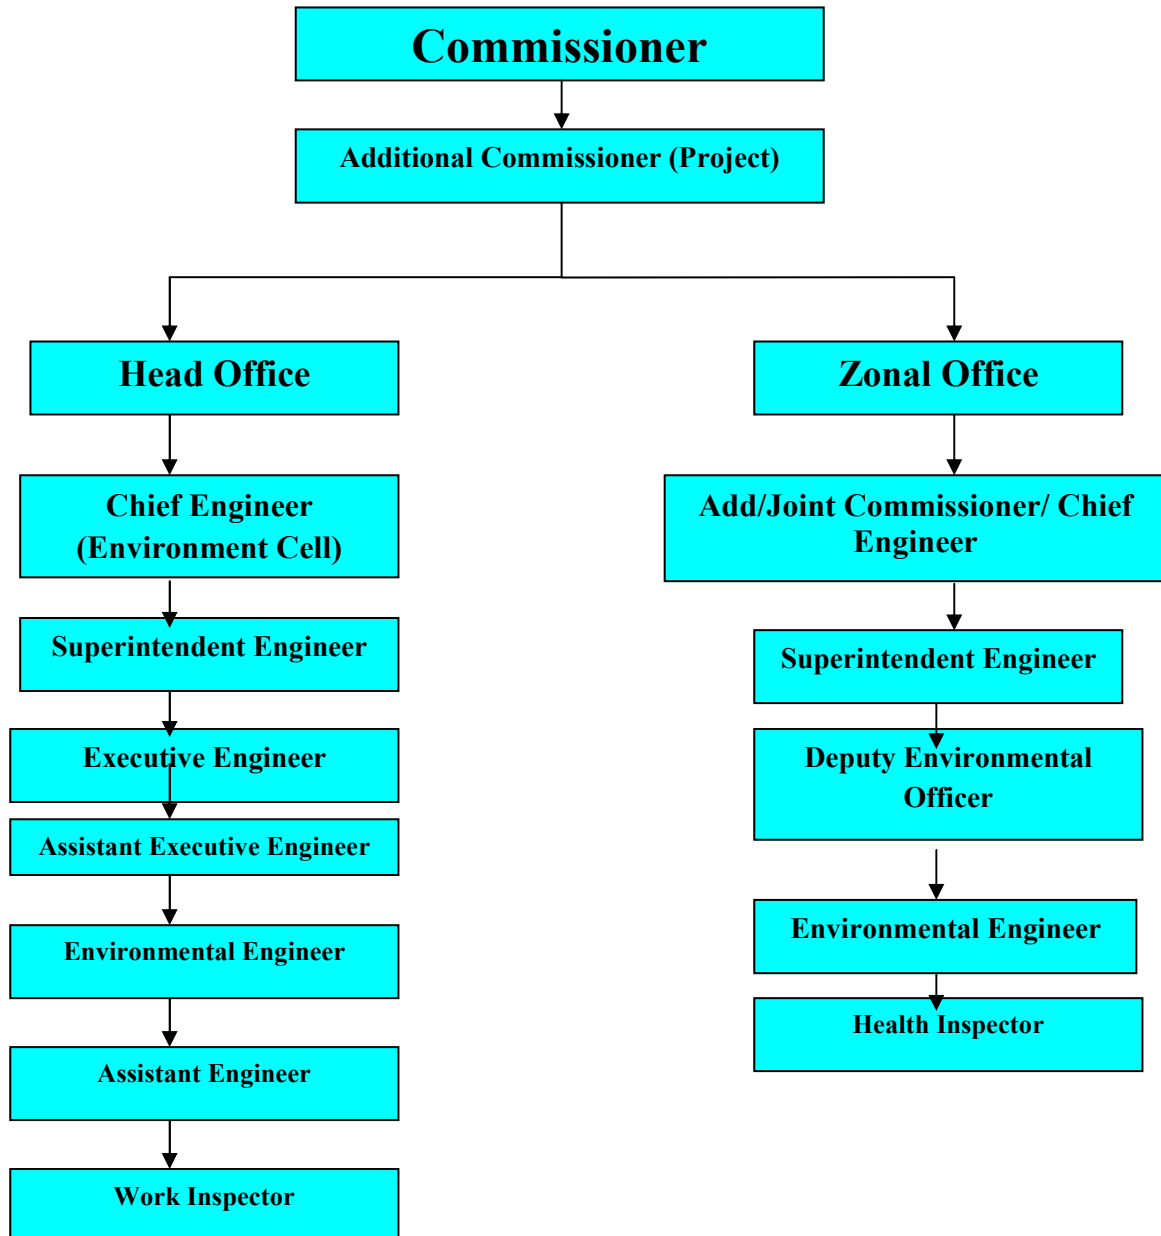 Commissioner
Additional Commissioner (Project)
Head Office
Chief Engineer
(Environment Cell)
Superintendent Engineer
Executive Engineer
Assistant Executive Engineer
Environmental Engineer
Assistant Engineer
Work Inspector
Zonal Office
Add/Joint Commissioner/ Chief
Engineer
Superintendent Engineer
Deputy Environmental
Officer
Environmental Engineer
Health Inspector